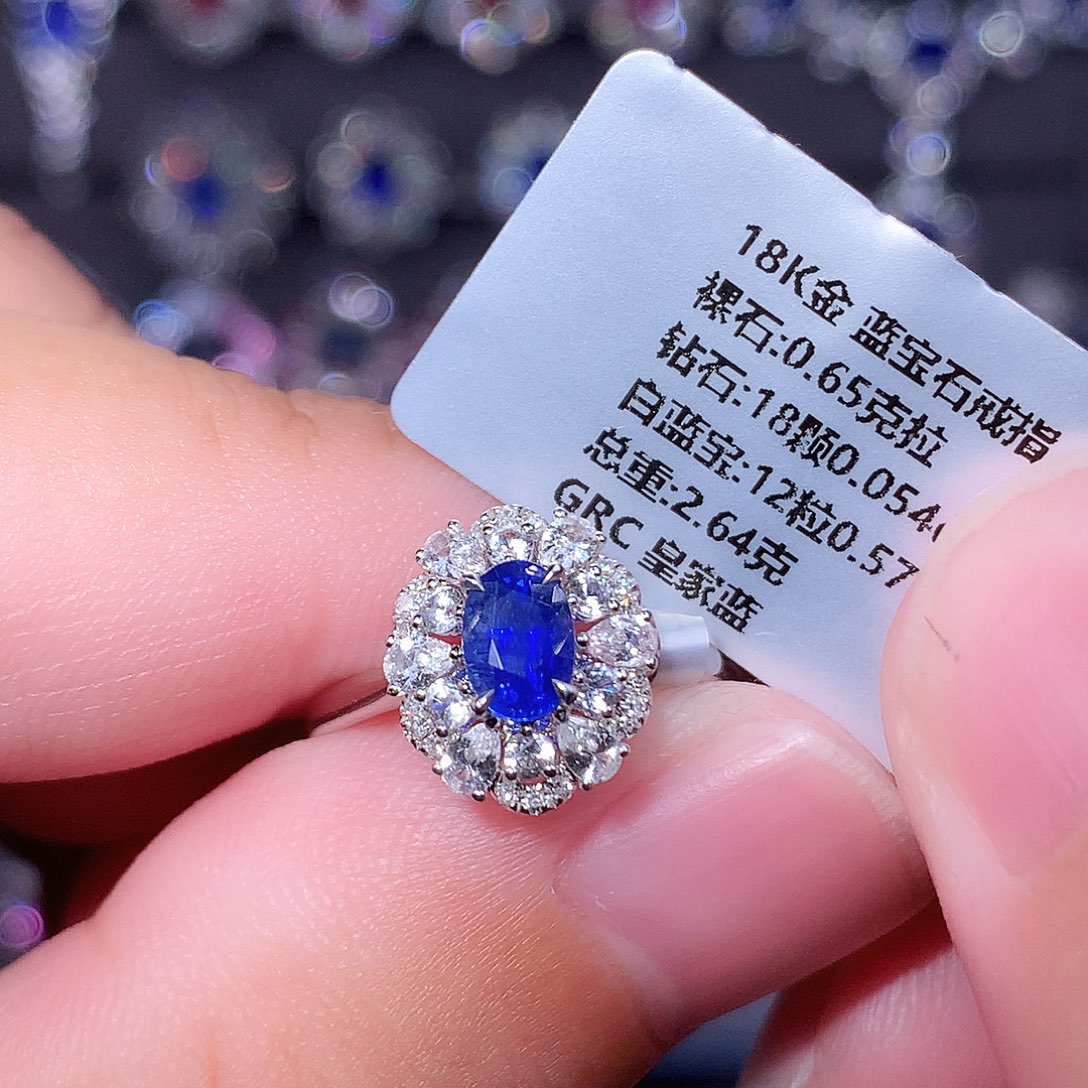 18K金 蓝宝石戒指
裸石:0.65克拉
钻石:18颗0.054
白蓝宝:12粒0.57
总重:2.64克
GRC 皇家蓝